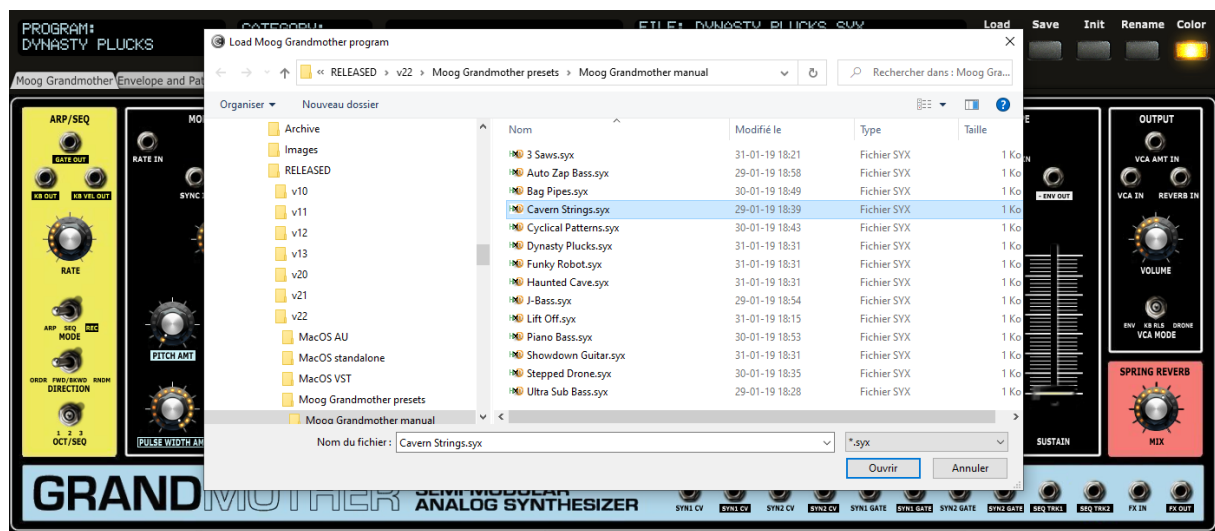 PROGRAM:
DYNASTY PLUCKS
CATEGORY:
FILE: DYNASTY PLUCKS SYX
Load Save Init Rename Color
Moog Grandmother
Envelope and Pat
Load Moog Grandmother program
« RELEASED › v22 › Moog Grandmother presets › Moog Grandmother manual
Rechercher dans : Moog Gra...
Organiser
Nouveau dossier
Archive
Images
RELEASED
v10
v11
v12
v13
v20
v21
v22
MacOS AU
MacOS standalone
MacOS VST
Moog Grandmother presets
Moog Grandmother manual
Nom Modifié le Type Taille
3 Saws.syx 31-01-19 18:21 Fichier SYX 1 Ko
Auto Zap Bass.syx 29-01-19 18:58 Fichier SYX 1 Ko
Bag Pipes.syx 30-01-19 18:49 Fichier SYX 1 Ko
Cavern Strings.syx 29-01-19 18:39 Fichier SYX 1 Ko
Cyclical Patterns.syx 30-01-19 18:43 Fichier SYX 1 Ko
Dynasty Plucks.syx 31-01-19 18:31 Fichier SYX 1 Ko
Funky Robot.syx 31-01-19 18:31 Fichier SYX 1 Ko
Haunted Cave.syx 31-01-19 18:31 Fichier SYX 1 Ko
J-Bass.syx 29-01-19 18:54 Fichier SYX 1 Ko
Lift Off.syx 31-01-19 18:15 Fichier SYX 1 Ko
Piano Bass.syx 30-01-19 18:53 Fichier SYX 1 Ko
Showdown Guitar.syx 31-01-19 18:31 Fichier SYX 1 Ko
Stepped Drone.syx 30-01-19 18:35 Fichier SYX 1 Ko
Ultra Sub Bass.syx 29-01-19 18:28 Fichier SYX 1 Ko
Nom du fichier : Cavern Strings.syx
*.syx
Ouvrir
Annuler
ARP/SEQ
GATE OUT
KB OUT KB VEL OUT
RATE
ARP SEQ REC
MODE
ORDR FWD/BKWD RNDM
DIRECTION
1 2 3
OCT/SEQ
MO
RATE IN
SYNC
PITCH AMT
PULSE WIDTH AM
- ENV OUT
SUSTAIN
OUTPUT
VCA AMT IN
VCA IN REVERB IN
VOLUME
ENV KB RLS DRONE
VCA MODE
SPRING REVERB
MIX
GRANDMOTHER
SEMI MODULAR
ANALOG SYNTHESIZER
SYN1 CV SYN1 CV SYN2 CV SYN2 CV SYN1 GATE SYN1 GATE SYN2 GATE SYN2 GATE SEQ TRK1 SEQ TRK2 FX IN FX OUT